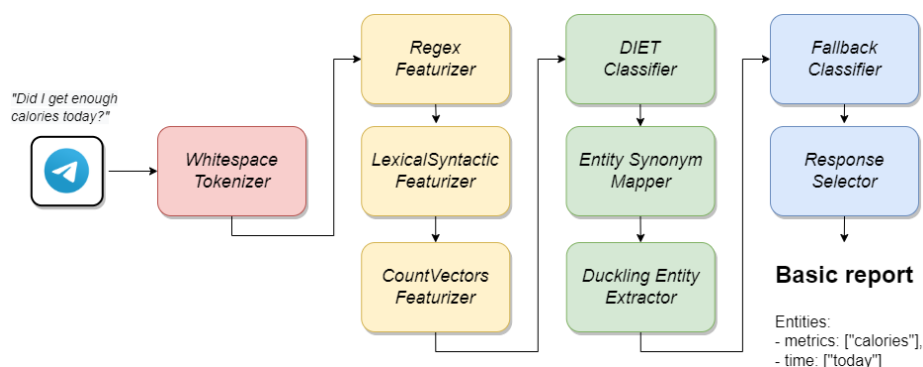 "Did I get enough
calories today?"
Whitespace
Tokenizer
Regex
Featurizer
LexicalSyntactic
Featurizer
CountVectors
Featurizer
DIET
Classifier
Entity Synonym
Mapper
Duckling Entity
Extractor
Fallback
Classifier
Response
Selector
Basic report
Entities:
- metrics: ["calories"],
- time: ["today"]